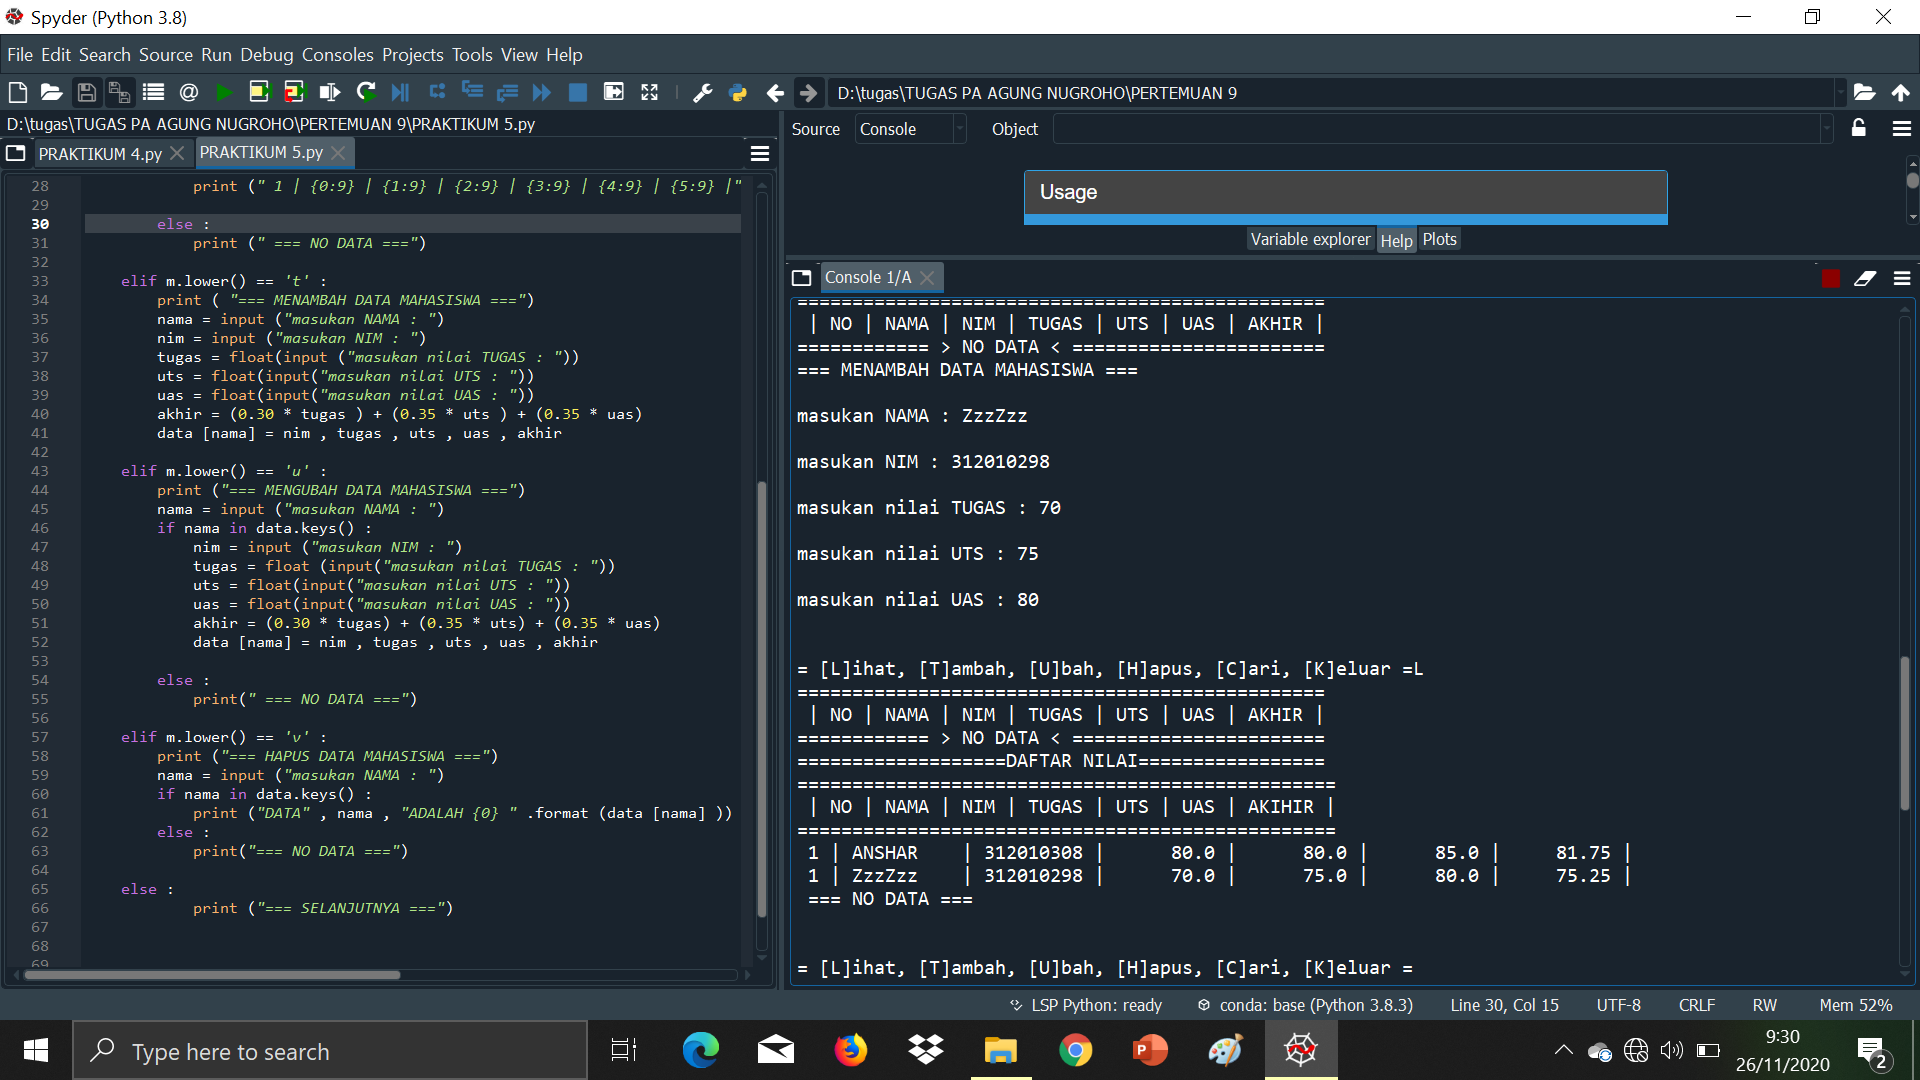 Spyder (Python 3.8)
File Edit Search Source Run Debug Consoles Projects Tools View Help
D:\tugas\TUGAS PA AGUNG NUGROHO\PERTEMUAN 9
D:\tugas\TUGAS PA AGUNG NUGROHO\PERTEMUAN 9\PRAKTIKUM 5.py
PRAKTIKUM 4.py PRAKTIKUM 5.py
28 print (" 1 | {0:9} | {1:9} | {2:9} | {3:9} | {4:9} | {5:9} |"
29
30 else :
31 print (" === NO DATA ===")
32
33 elif m.lower() == 't' :
34 print ( "=== MENAMBAH DATA MAHASISWA ===")
35 nama = input ("masukan NAMA : ")
36 nim = input ("masukan NIM : ")
37 tugas = float(input ("masukan nilai TUGAS : "))
38 uts = float(input("masukan nilai UTS : "))
39 uas = float(input("masukan nilai UAS : "))
40 akhir = (0.30 * tugas ) + (0.35 * uts ) + (0.35 * uas)
41 data [nama] = nim , tugas , uts , uas , akhir
42
43 elif m.lower() == 'u' :
44 print ("=== MENGUBAH DATA MAHASISWA ===")
45 nama = input ("masukan NAMA : ")
46 if nama in data.keys() :
47 nim = input ("masukan NIM : ")
48 tugas = float (input("masukan nilai TUGAS : "))
49 uts = float(input("masukan nilai UTS : "))
50 uas = float(input("masukan nilai UAS : "))
51 akhir = (0.30 * tugas) + (0.35 * uts) + (0.35 * uas)
52 data [nama] = nim , tugas , uts , uas , akhir
53
54 else :
55 print(" === NO DATA ===")
56
57 elif m.lower() == 'v' :
58 print ("=== HAPUS DATA MAHASISWA ===")
59 nama = input ("masukan NAMA : ")
60 if nama in data.keys() :
61 print ("DATA" , nama , "ADALAH {0} " .format (data [nama] ))
62 else :
63 print("=== NO DATA ===")
64
65 else :
66 print ("=== SELANJUTNYA ===")
67
68
69
Source Console Object
Usage
Variable explorer Help Plots
Console 1/A
================================================
| NO | NAMA | NIM | TUGAS | UTS | UAS | AKHIR |
============ > NO DATA < =======================
=== MENAMBAH DATA MAHASISWA ===
masukan NAMA : ZzzZzz
masukan NIM : 312010298
masukan nilai TUGAS : 70
masukan nilai UTS : 75
masukan nilai UAS : 80
= [L]ihat, [T]ambah, [U]bah, [H]apus, [C]ari, [K]eluar =L
================================================
| NO | NAMA | NIM | TUGAS | UTS | UAS | AKHIR |
============ > NO DATA < =======================
===================DAFTAR NILAI=================
=================================================
| NO | NAMA | NIM | TUGAS | UTS | UAS | AKIHIR |
=================================================
1 | ANSHAR | 312010308 | 80.0 | 80.0 | 85.0 | 81.75 |
1 | ZzzZzz | 312010298 | 70.0 | 75.0 | 80.0 | 75.25 |
=== NO DATA ===
= [L]ihat, [T]ambah, [U]bah, [H]apus, [C]ari, [K]eluar =
LSP Python: ready conda: base (Python 3.8.3) Line 30, Col 15 UTF-8 CRLF RW Mem 52%
Type here to search
9:30
26/11/2020
2